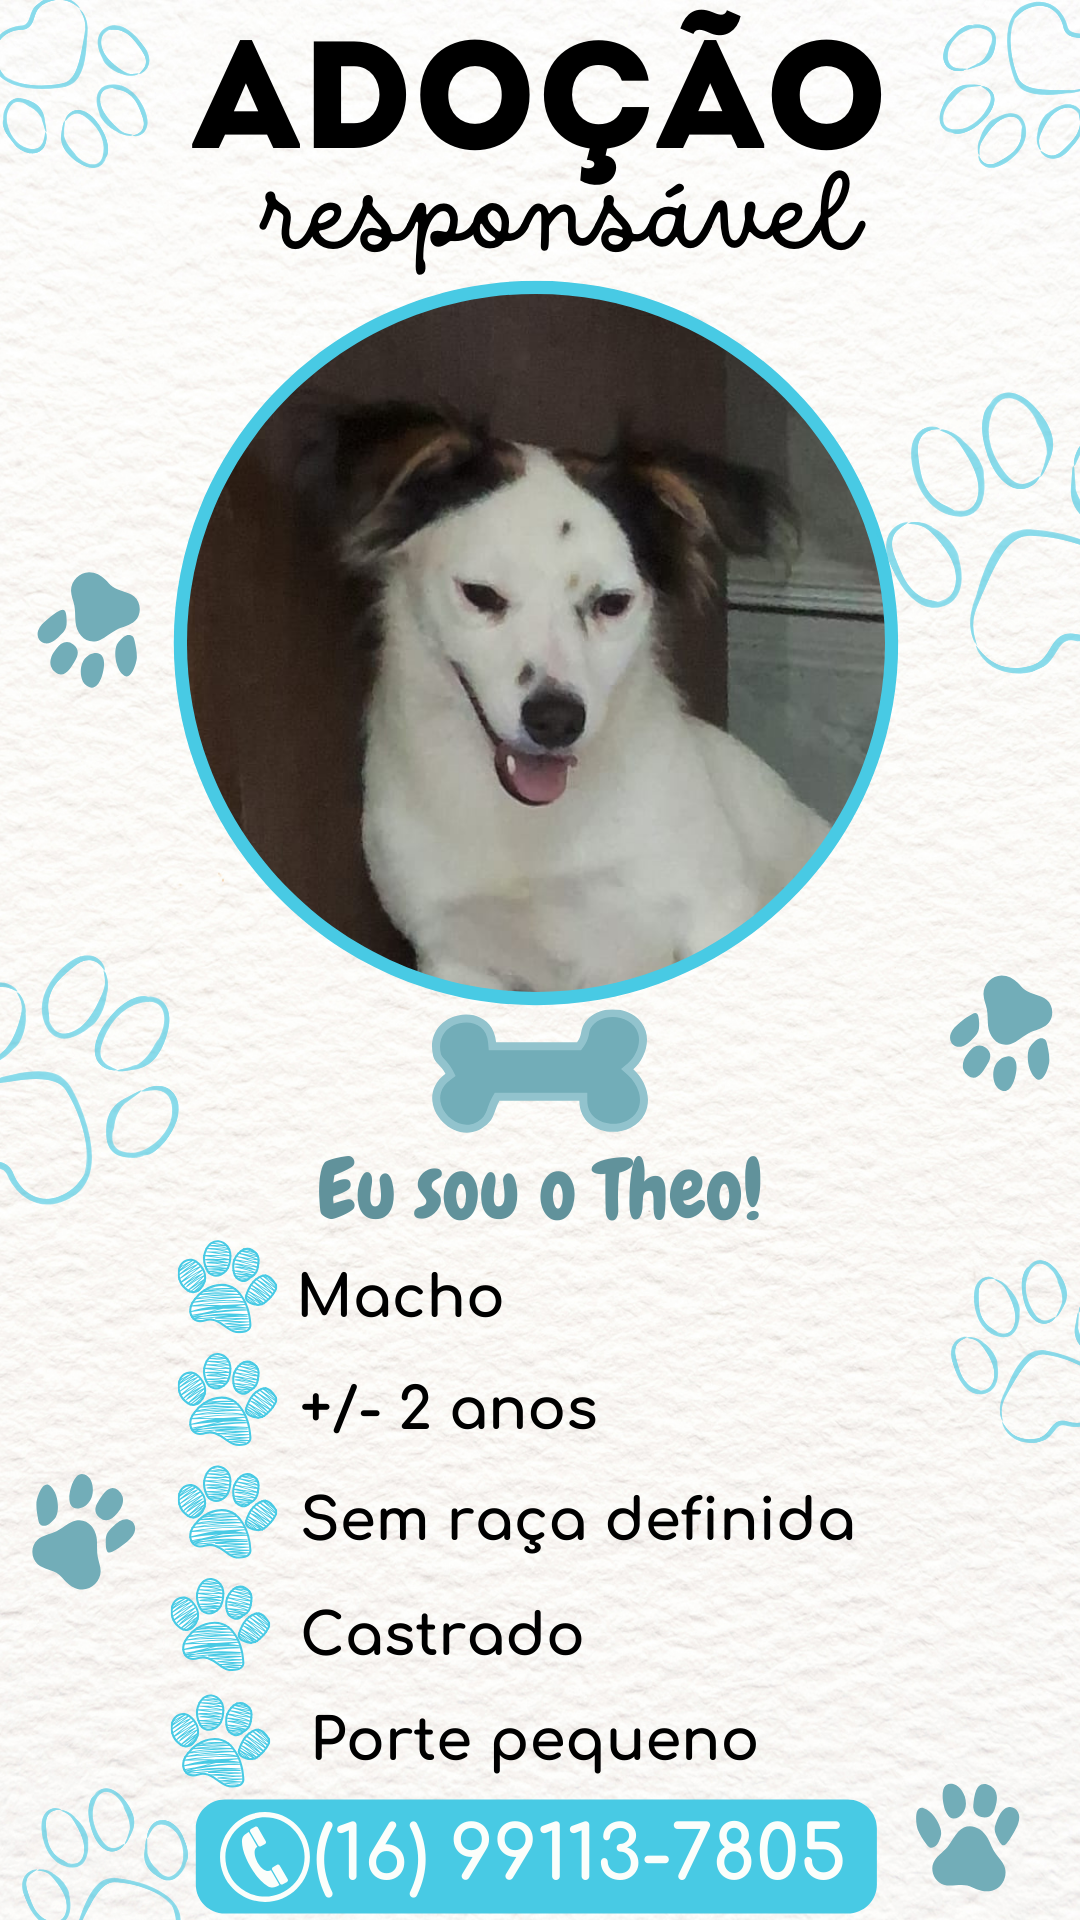 ADOÇÃO
responsável
Eu sou o Theo!
Macho
+/- 2 anos
Sem raça definida
Castrado
Porte pequeno
(16) 99113-7805